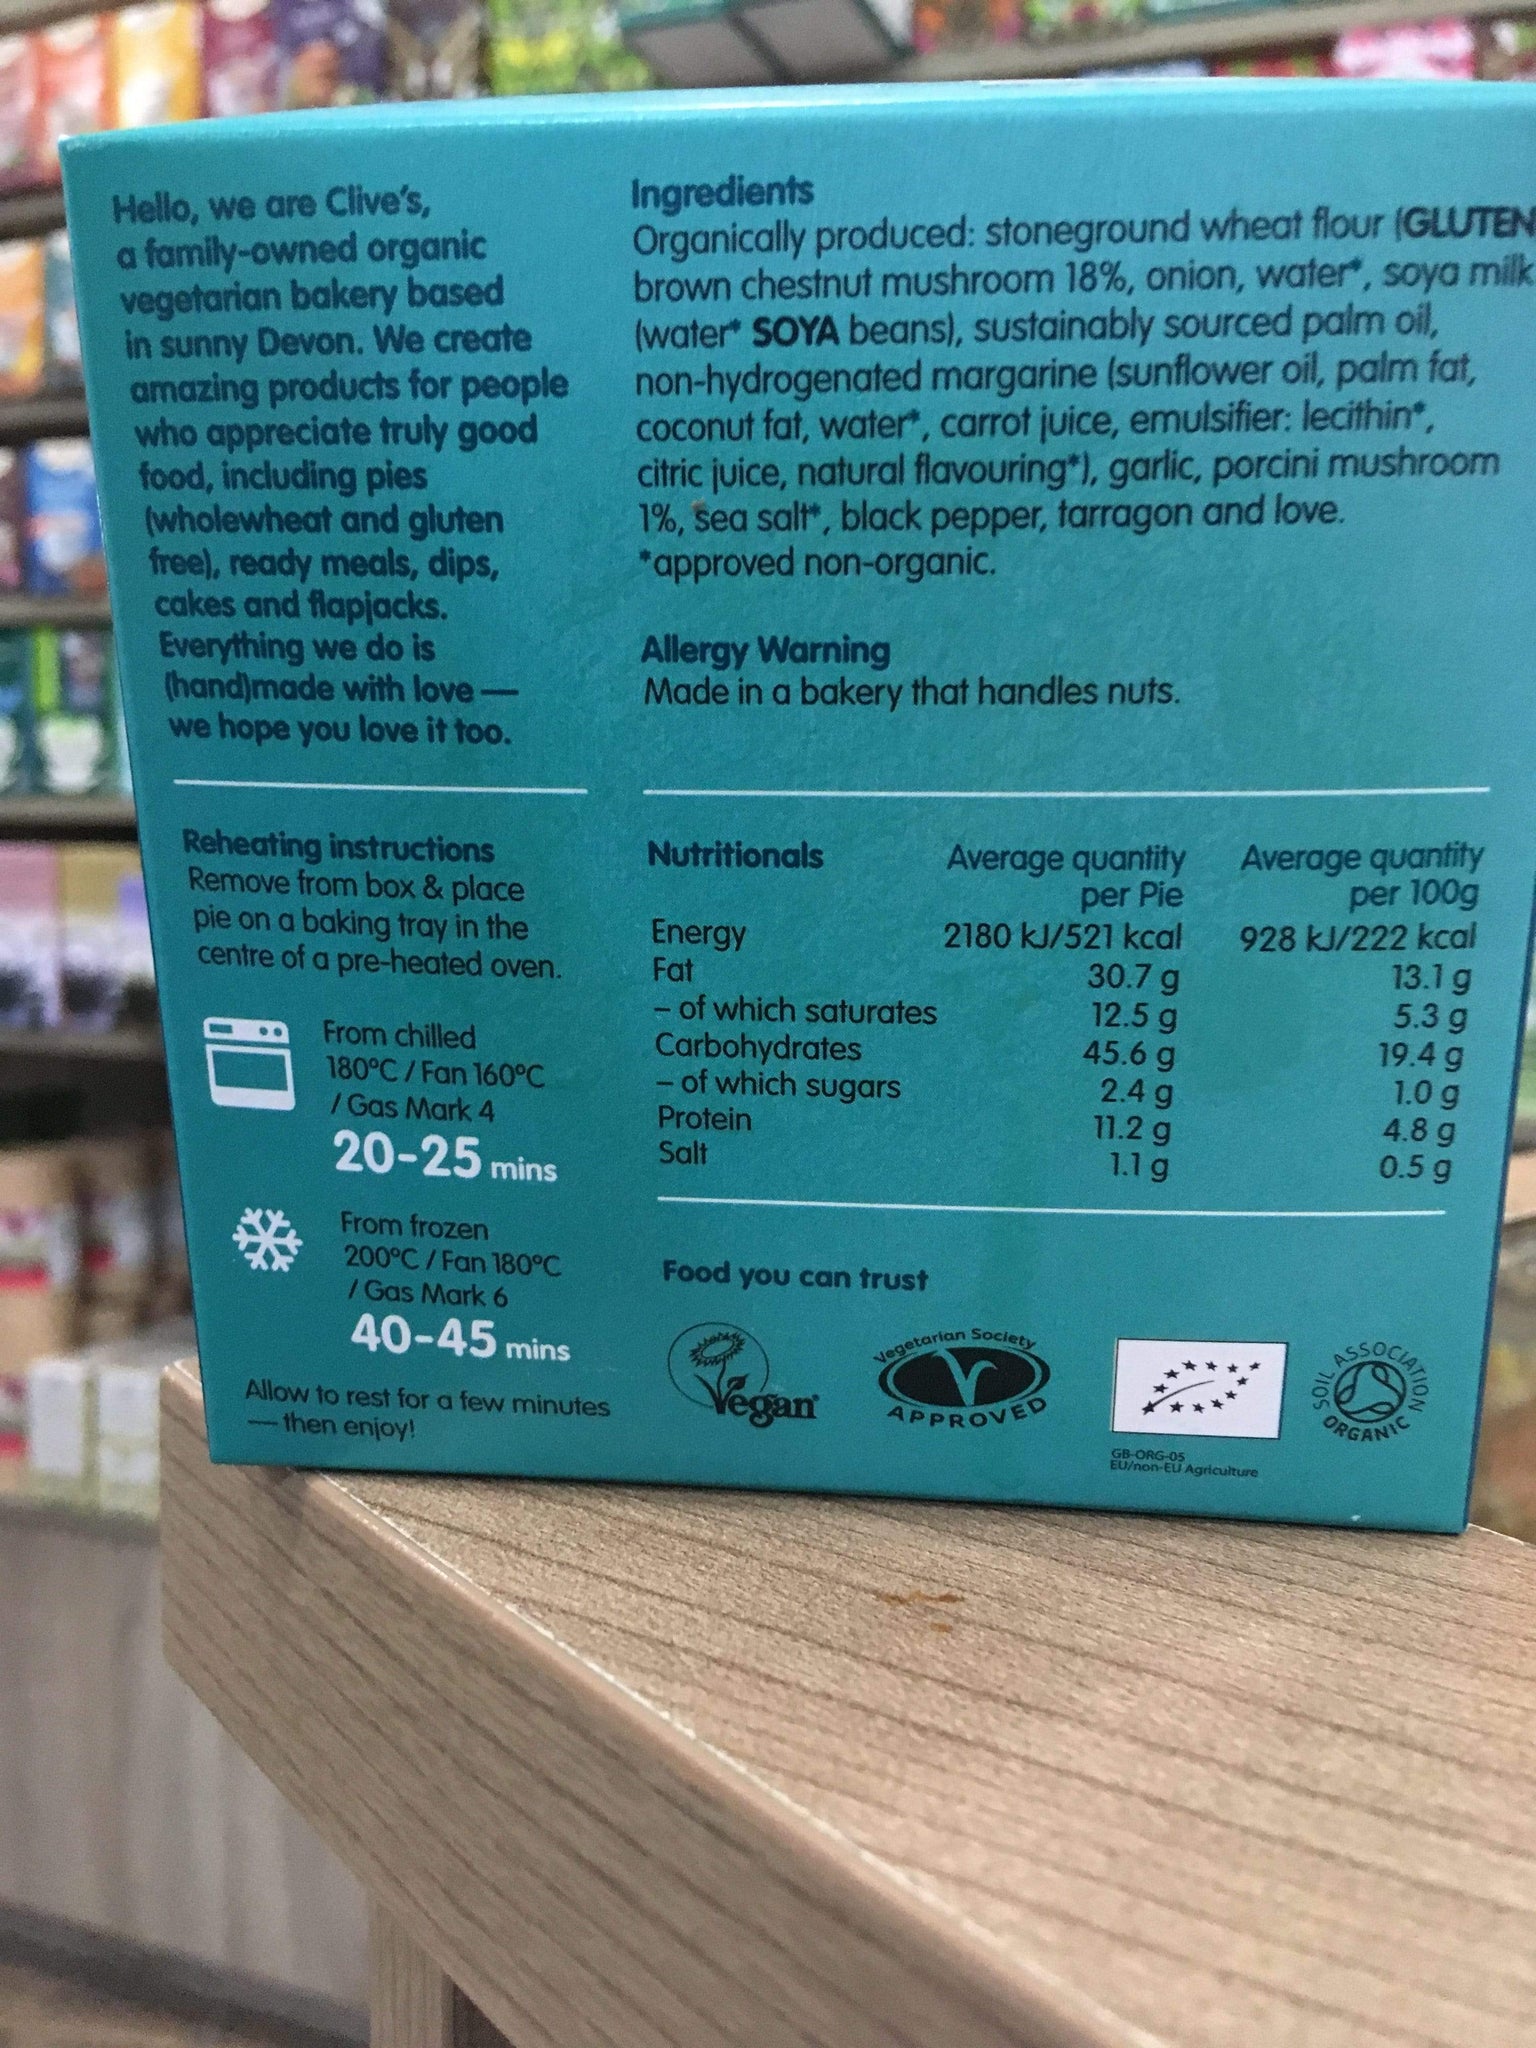 Hello, we are Clive's,
a family-owned organic
vegetarian bakery based
in sunny Devon. We create
amazing products for people
who appreciate truly good
food, including pies
(wholewheat and gluten
free), ready meals, dips,
cakes and flapjacks.
Everything we do is
(hand)made with love —
we hope you love it too.
Reheating instructions
Remove from box & place
pie on a baking tray in the
centre of a pre-heated oven.
From chilled
180°C / Fan 160°C
/ Gas Mark 4
20-25 mins
From frozen
200°C / Fan 180°C
/ Gas Mark 6
40-45 mins
Allow to rest for a few minutes
— then enjoy!
Ingredients
Organically produced: stoneground wheat flour (GLUTEN
brown chestnut mushroom 18%, onion, water*, soya milk
(water* SOYA beans), sustainably sourced palm oil,
non-hydrogenated margarine (sunflower oil, palm fat,
coconut fat, water*, carrot juice, emulsifier: lecithin*,
citric juice, natural flavouring*), garlic, porcini mushroom
1%, sea salt*, black pepper, tarragon and love.
*approved non-organic.
Allergy Warning
Made in a bakery that handles nuts.
Nutritionals Average quantity per Pie Average quantity per 100g
Energy 2180 kJ/521 kcal 928 kJ/222 kcal
Fat 30.7 g 13.1 g
– of which saturates 12.5 g 5.3 g
Carbohydrates 45.6 g 19.4 g
– of which sugars 2.4 g 1.0 g
Protein 11.2 g 4.8 g
Salt 1.1 g 0.5 g
Food you can trust
Vegan
Vegetarian Society
V
APPROVED
GB-ORG-05
EU/non-EU Agriculture
SOIL ASSOCIATION
ORGANIC